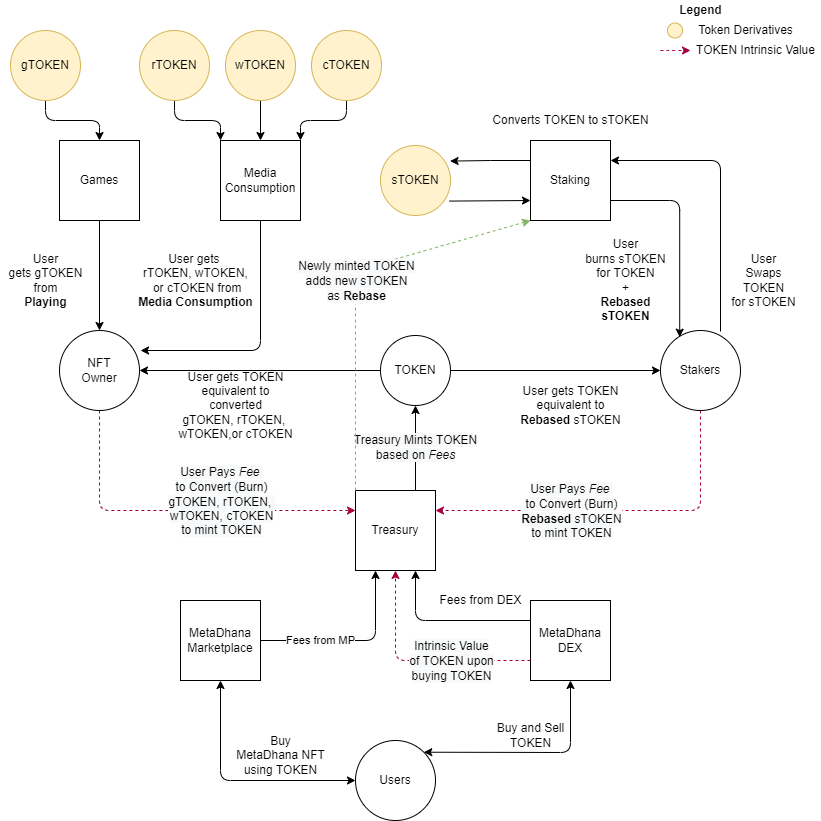 Legend
Token Derivatives
TOKEN Intrinsic Value
gTOKEN
rTOKEN
wTOKEN
cTOKEN
Converts TOKEN to sTOKEN
Games
Media
Consumption
sTOKEN
Staking
User
gets gTOKEN
from
Playing
User gets
rTOKEN, wTOKEN,
or cTOKEN from
Media Consumption
Newly minted TOKEN
adds new sTOKEN
as Rebase
User
burns sTOKEN
for TOKEN
+
Rebased
sTOKEN
User
Swaps
TOKEN
for sTOKEN
NFT
Owner
TOKEN
Stakers
User gets TOKEN
equivalent to
converted
gTOKEN, rTOKEN,
wTOKEN,or cTOKEN
User gets TOKEN
equivalent to
Rebased sTOKEN
Treasury Mints TOKEN
based on Fees
User Pays Fee
to Convert (Burn)
gTOKEN, rTOKEN,
wTOKEN, cTOKEN
to mint TOKEN
User Pays Fee
to Convert (Burn)
Rebased sTOKEN
to mint TOKEN
Treasury
MetaDhana
Marketplace
Fees from MP
Fees from DEX
MetaDhana
DEX
Intrinsic Value
of TOKEN upon
buying TOKEN
Buy
MetaDhana NFT
using TOKEN
Buy and Sell
TOKEN
Users